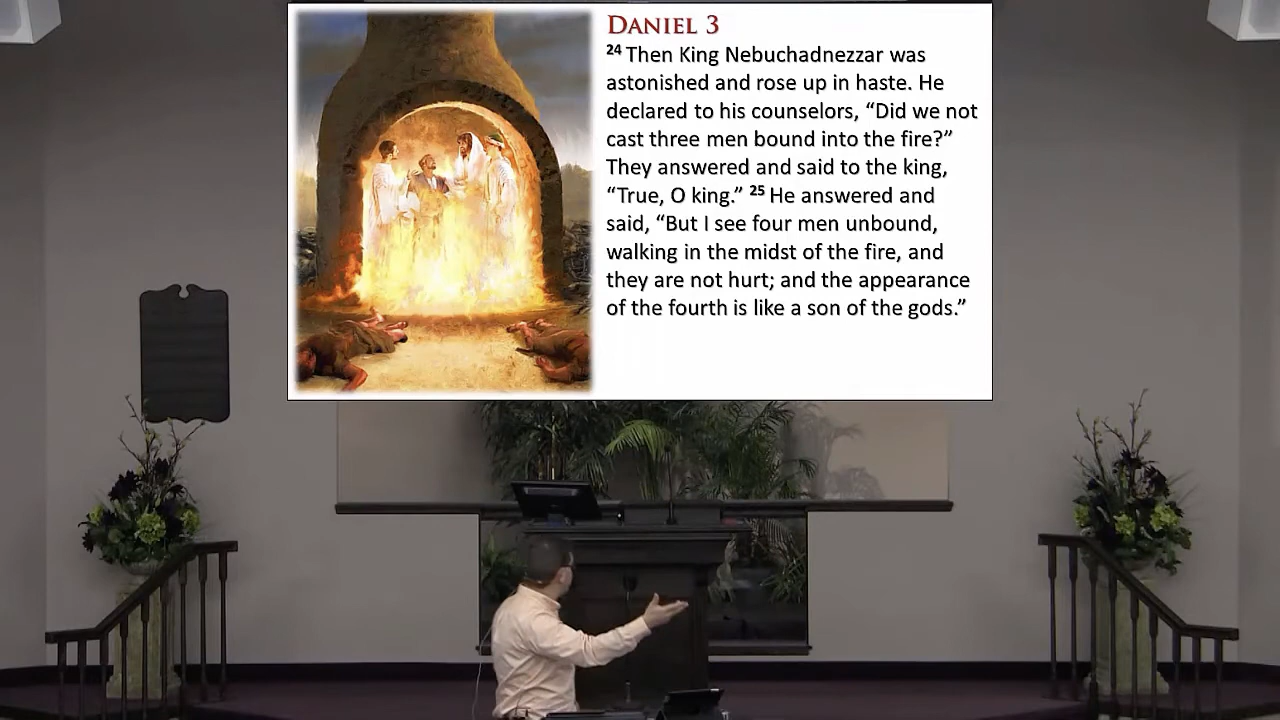 DANIEL 3
24 Then King Nebuchadnezzar was
astonished and rose up in haste. He
declared to his counselors, “Did we not
cast three men bound into the fire?”
They answered and said to the king,
“True, O king.” 25 He answered and
said, “But I see four men unbound,
walking in the midst of the fire, and
they are not hurt; and the appearance
of the fourth is like a son of the gods.”